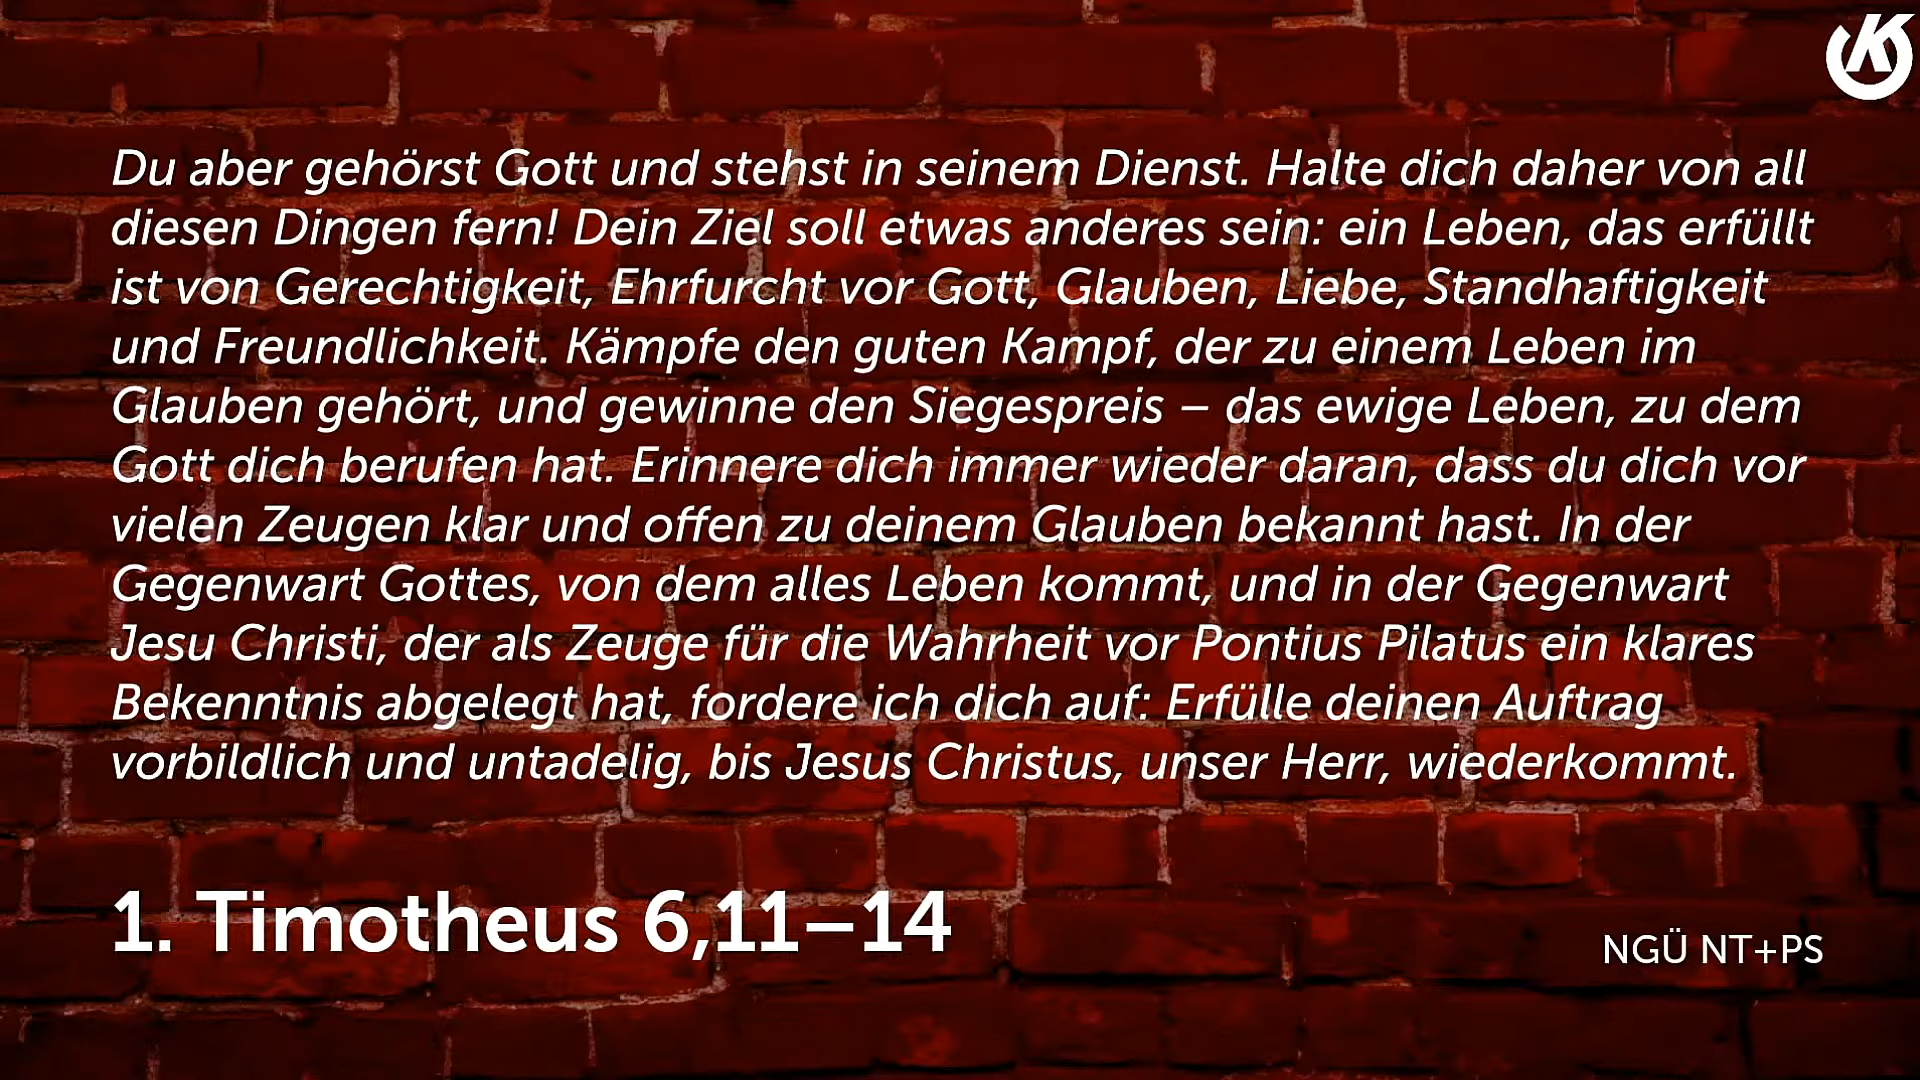 Du aber gehörst Gott und stehst in seinem Dienst. Halte dich daher von all
diesen Dingen fern! Dein Ziel soll etwas anderes sein: ein Leben, das erfüllt
ist von Gerechtigkeit, Ehrfurcht vor Gott, Glauben, Liebe, Standhaftigkeit
und Freundlichkeit. Kämpfe den guten Kampf, der zu einem Leben im
Glauben gehört, und gewinne den Siegespreis – das ewige Leben, zu dem
Gott dich berufen hat. Erinnere dich immer wieder daran, dass du dich vor
vielen Zeugen klar und offen zu deinem Glauben bekannt hast. In der
Gegenwart Gottes, von dem alles Leben kommt, und in der Gegenwart
Jesu Christi, der als Zeuge für die Wahrheit vor Pontius Pilatus ein klares
Bekenntnis abgelegt hat, fordere ich dich auf: Erfülle deinen Auftrag
vorbildlich und untadelig, bis Jesus Christus, unser Herr, wiederkommt.
1. Timotheus 6,11–14
NGÜ NT+PS